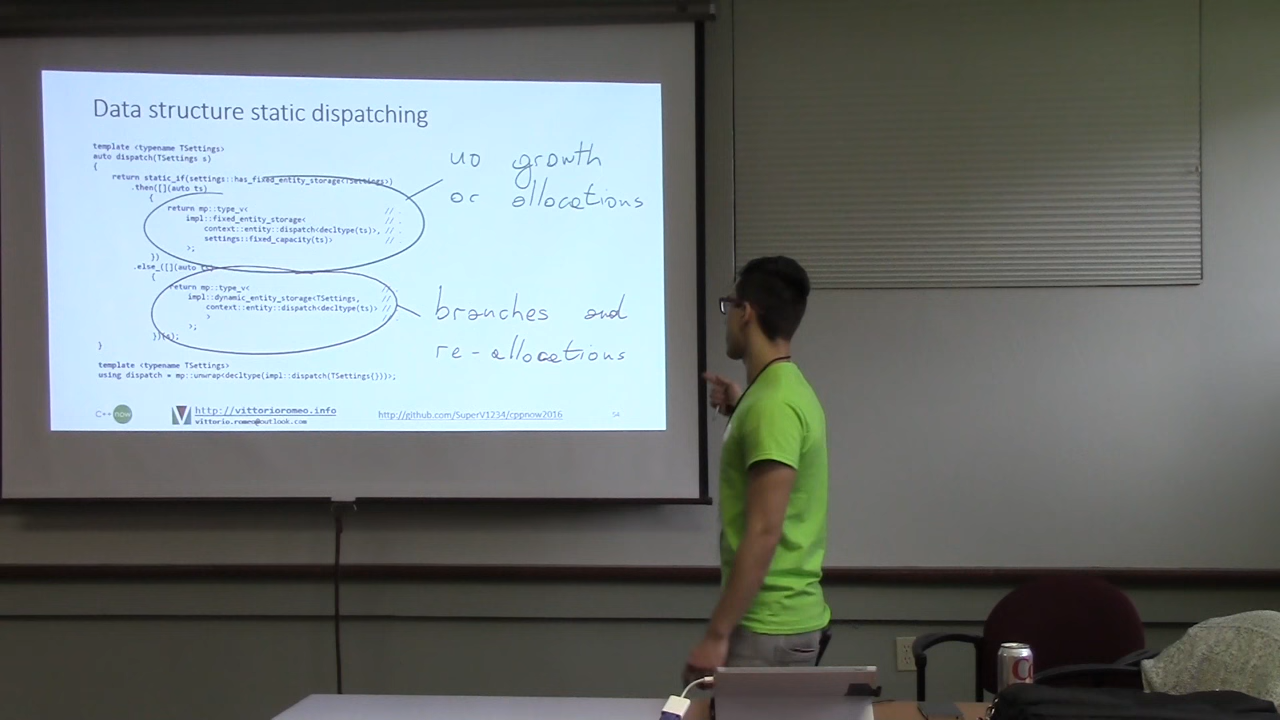 Data structure static dispatching
template <typename TSettings>
auto dispatch(TSettings s)
{
return static_if(settings::has_fixed_entity_storage<TSettings>)
.then([](auto ts)
{
return mp::type_v< // .
impl::fixed_entity_storage< // .
context::entity::dispatch<decltype(ts)>, // .
settings::fixed_capacity(ts)> // .
>;
})
.else_([](auto ts)
{
return mp::type_v< //
impl::dynamic_entity_storage<TSettings, //
context::entity::dispatch<decltype(ts)> //
>
>;
})(s);
}
template <typename TSettings>
using dispatch = mp::unwrap<decltype(impl::dispatch(TSettings{}))>;
no growth
or allocations
branches and
re-allocations
C++ now
http://vittorioromeo.info
vittorio.romeo@outlook.com
http://github.com/SuperV1234/cppnow2016
54